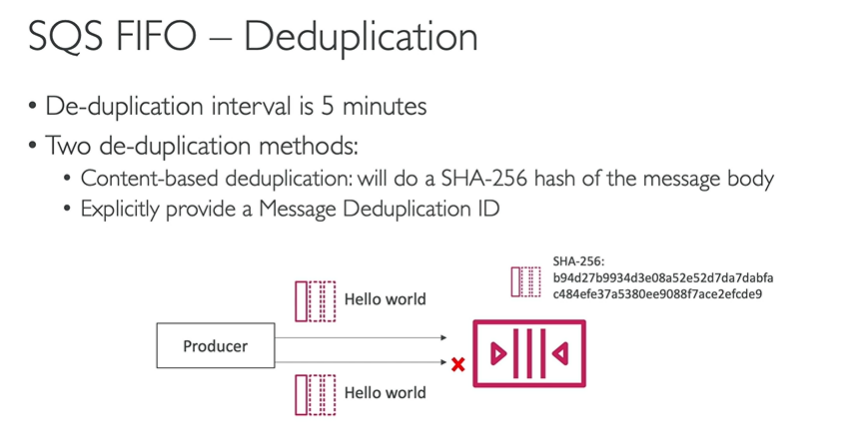 SQS FIFO – Deduplication
• De-duplication interval is 5 minutes
• Two de-duplication methods:
• Content-based deduplication: will do a SHA-256 hash of the message body
• Explicitly provide a Message Deduplication ID
SHA-256:
b94d27b9934d3e08a52e52d7da7dabfa
c484efe37a5380ee9088f7ace2efcde9
Hello world
Producer
Hello world